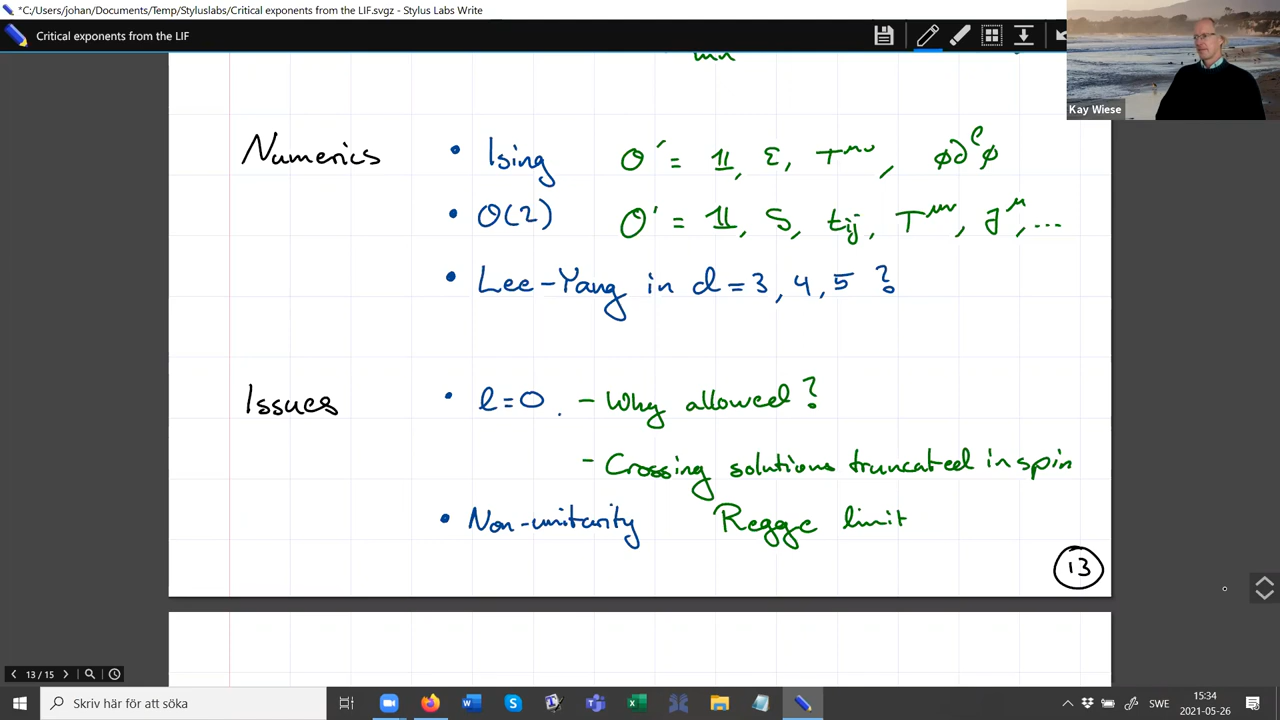 *C:/Users/johan/Documents/Temp/Styluslabs/Critical exponents from the LIF.svgz - Stylus Labs Write
Critical exponents from the LIF
Kay Wiese
Numerics • Ising O' = 𝟙, ε, T^μν, φ∂^ℓφ
• O(2) O' = 𝟙, S, t_ij, T^μν, J^μ, ...
• Lee-Yang in d=3, 4, 5 ?
Issues • l=0. - Why allowed?
- Crossing solutions truncated in spin
• Non-unitarity Regge limit
13
13 / 15
Skriv här för att söka
SWE
15:34
2021-05-26